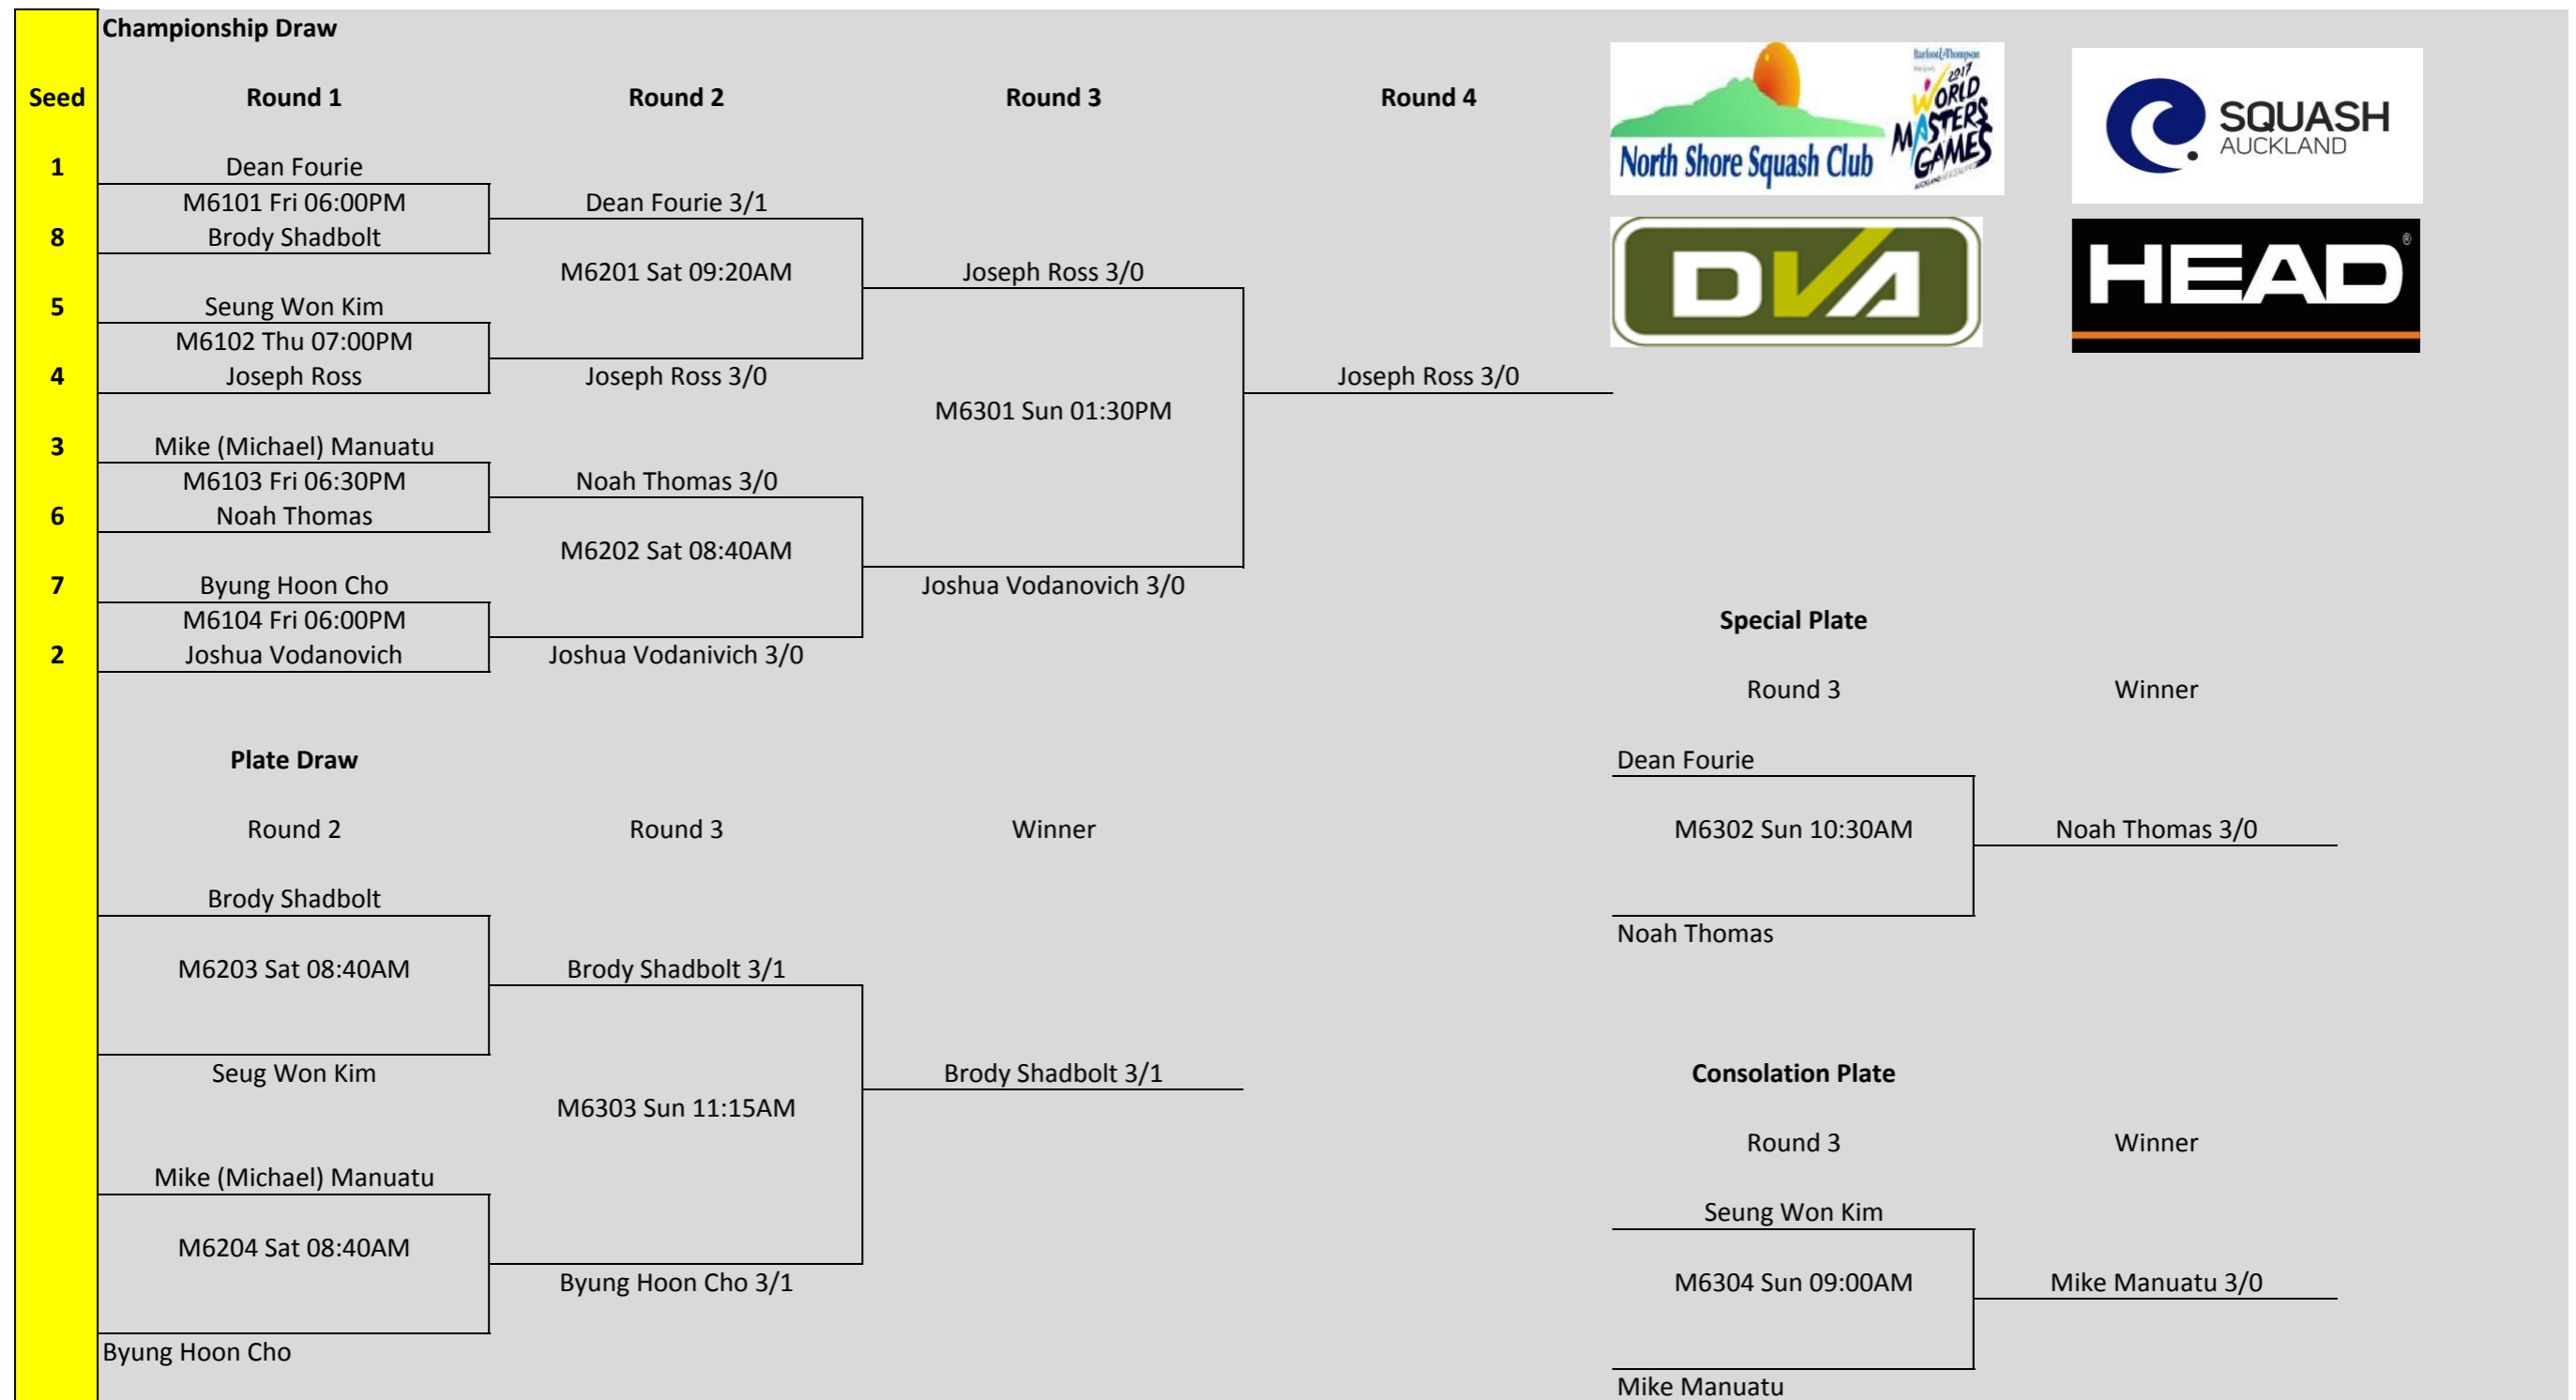 Championship Draw
Seed Round 1 Round 2 Round 3 Round 4
1 Dean Fourie
M6101 Fri 06:00PM Dean Fourie 3/1
8 Brody Shadbolt
M6201 Sat 09:20AM Joseph Ross 3/0
5 Seung Won Kim
M6102 Thu 07:00PM
4 Joseph Ross Joseph Ross 3/0 Joseph Ross 3/0
M6301 Sun 01:30PM
3 Mike (Michael) Manuatu
M6103 Fri 06:30PM Noah Thomas 3/0
6 Noah Thomas
M6202 Sat 08:40AM
7 Byung Hoon Cho Joshua Vodanovich 3/0
M6104 Fri 06:00PM
2 Joshua Vodanovich Joshua Vodanivich 3/0
North Shore Squash Club
Barfoot & Thompson
2017
WORLD
MASTERS
GAMES
SQUASH
AUCKLAND
DVA
HEAD®
Special Plate
Round 3 Winner
Dean Fourie
M6302 Sun 10:30AM Noah Thomas 3/0
Noah Thomas
Plate Draw
Round 2 Round 3 Winner
Brody Shadbolt
M6203 Sat 08:40AM Brody Shadbolt 3/1
Seug Won Kim Brody Shadbolt 3/1
M6303 Sun 11:15AM
Mike (Michael) Manuatu
M6204 Sat 08:40AM
Byung Hoon Cho 3/1
Byung Hoon Cho
Consolation Plate
Round 3 Winner
Seung Won Kim
M6304 Sun 09:00AM Mike Manuatu 3/0
Mike Manuatu